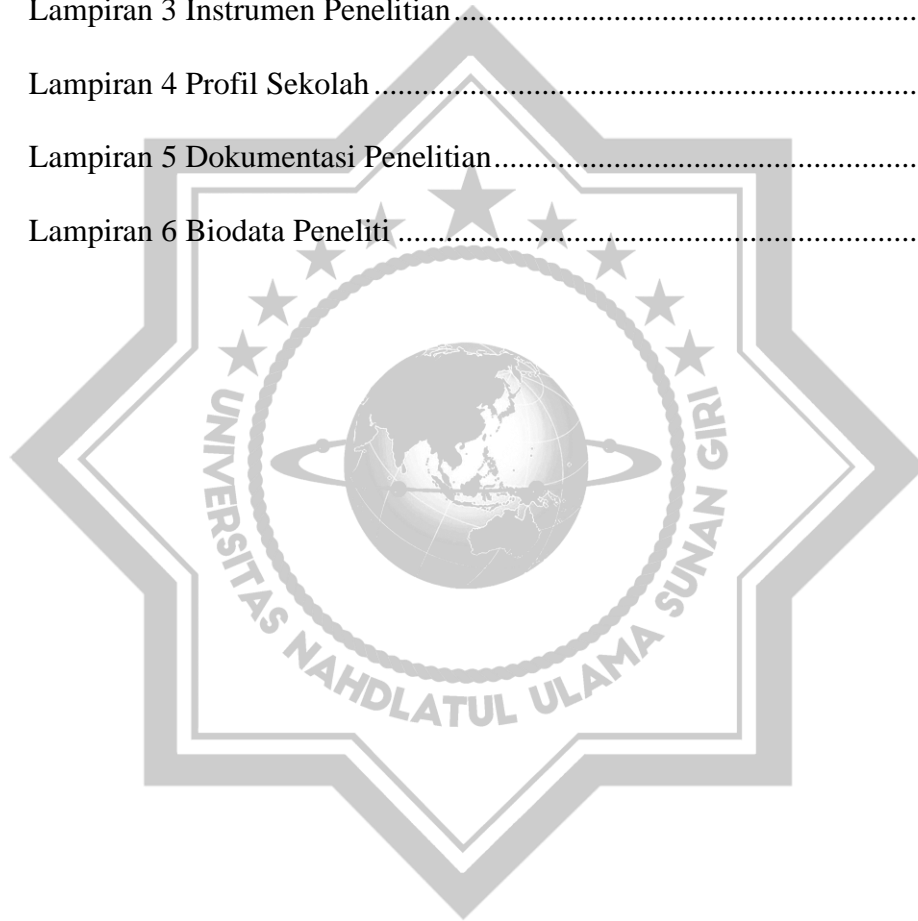 Lampiran 3 Instrumen Penelitian................................................................
Lampiran 4 Profil Sekolah................................................................
Lampiran 5 Dokumentasi Penelitian................................................................
Lampiran 6 Biodata Peneliti................................................................
UNIVERSITAS NAHDLATUL ULAMA SUNAN GIRI